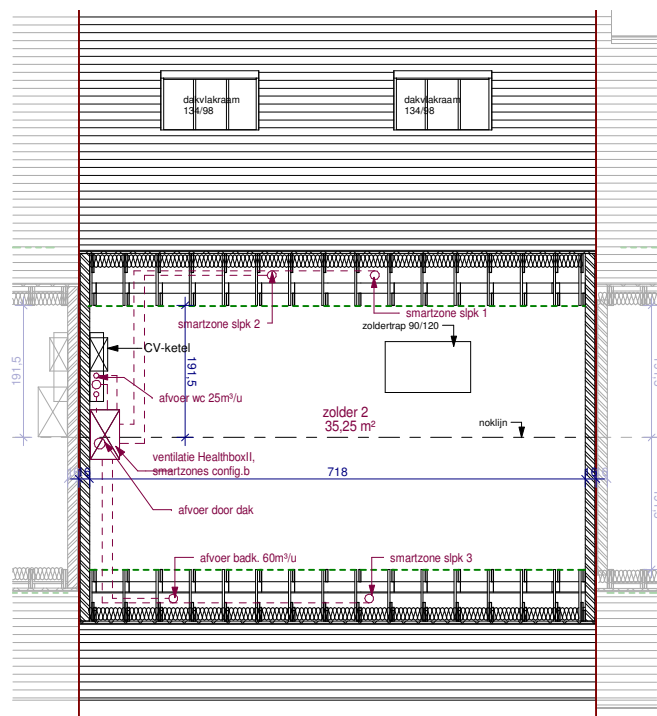 dakvlakraam
134/98
dakvlakraam
134/98
smartzone slpk 2
smartzone slpk 1
zoldertrap 90/120
CV-ketel
191,5
191,5
afvoer wc 25m³/u
zolder 2
35,25 m²
noklijn
ventilatie HealthboxII,
smartzones config.b
718
afvoer door dak
afvoer badk. 60m³/u
smartzone slpk 3